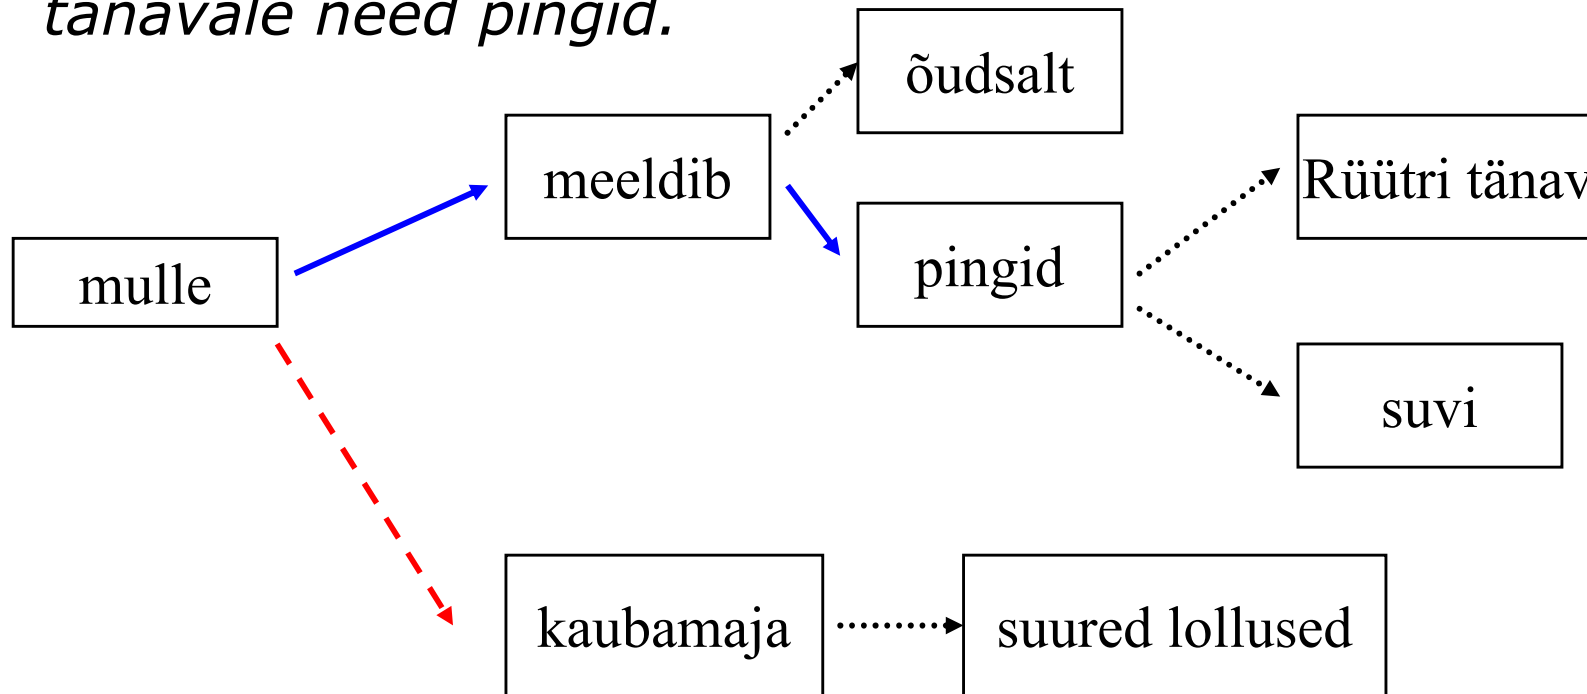 tänavale need pingid.
õudsalt
meeldib
Rüütri tänav
pingid
mulle
suvi
kaubamaja
suured lollused